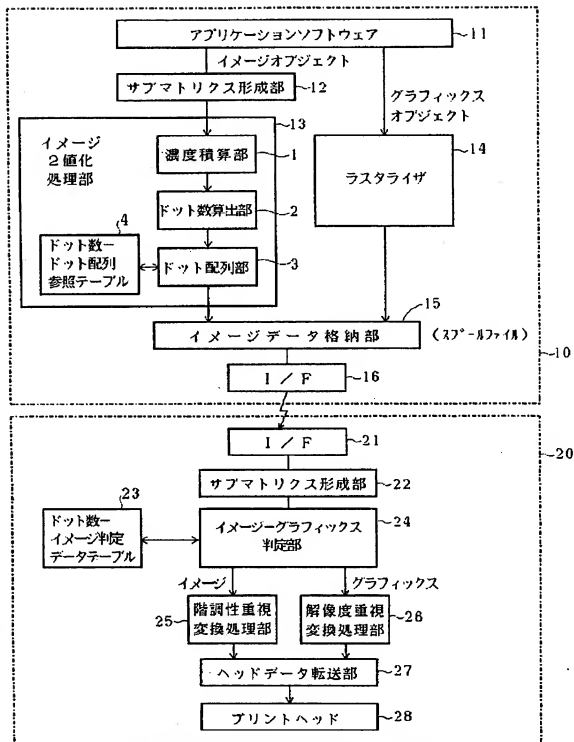 アプリケーションソフトウェア
11
イメージオブジェクト
サブマトリクス形成部
12
グラフィックス
オブジェクト
13
イメージ
2値化
処理部
濃度積算部
1
14
ラスタライザ
ドット数算出部
2
4
ドット数ー
ドット配列
参照テーブル
ドット配列部
3
15
イメージデータ格納部
(スプールファイル)
10
I/F
16
I/F
21
20
サブマトリクス形成部
22
23
ドット数ー
イメージ判定
データテーブル
イメージーグラフィックス
判定部
24
イメージ
グラフィックス
階調性重視
変換処理部
25
解像度重視
変換処理部
26
ヘッドデータ転送部
27
プリントヘッド
28